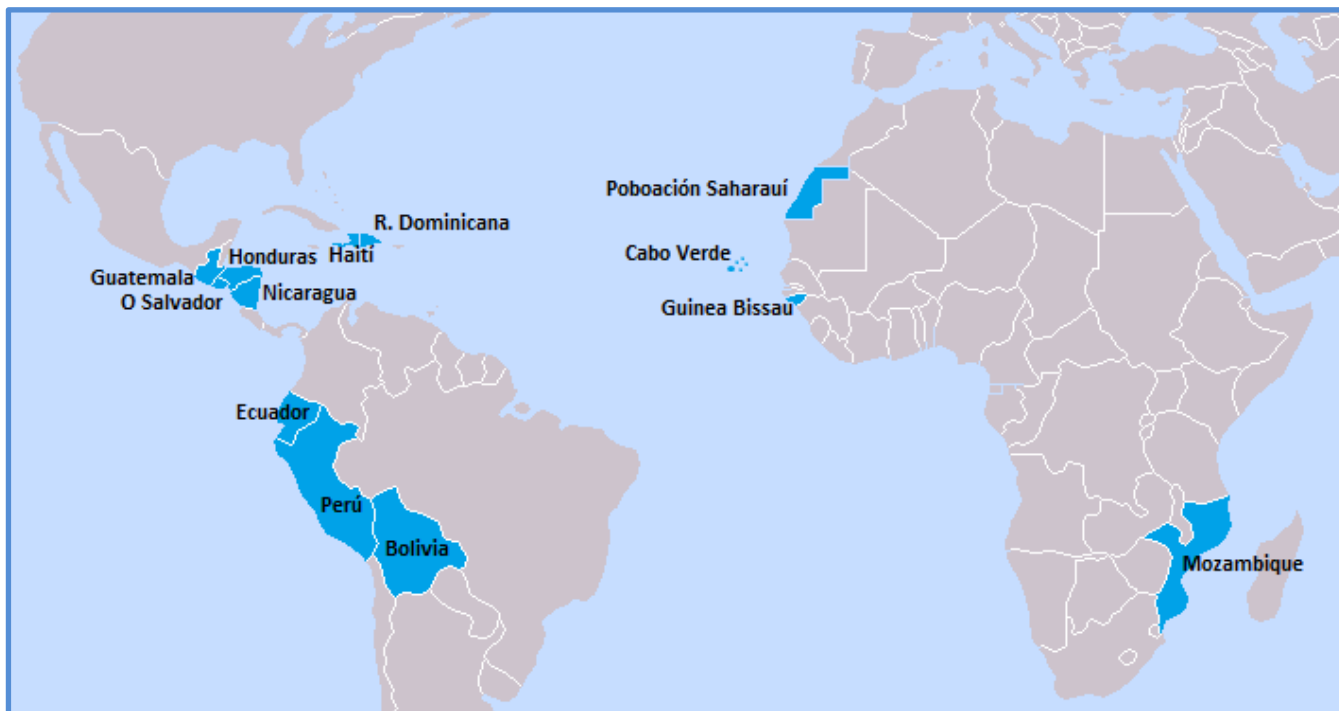 Poboación Saharauí
R. Dominicana
Honduras
Haití
Cabo Verde
Guatemala
Nicaragua
O Salvador
Guinea Bissau
Ecuador
Perú
Bolivia
Mozambique